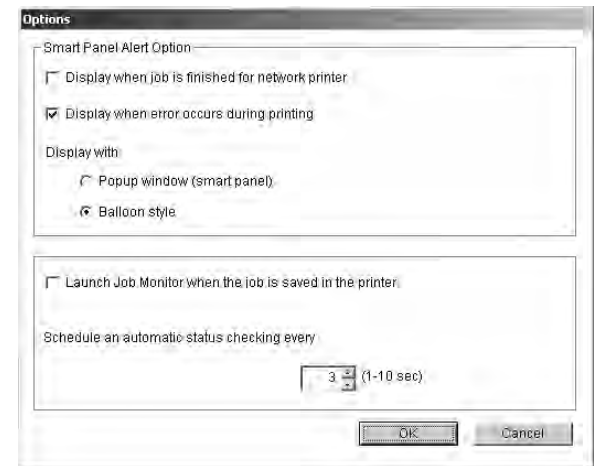 Options
Smart Panel Alert Option
Display when job is finished for network printer
Display when error occurs during printing
Display with
Popup window (smart panel)
Balloon style
Launch Job Monitor when the job is saved in the printer.
Schedule an automatic status checking every
3 (1-10 sec)
OK Cancel